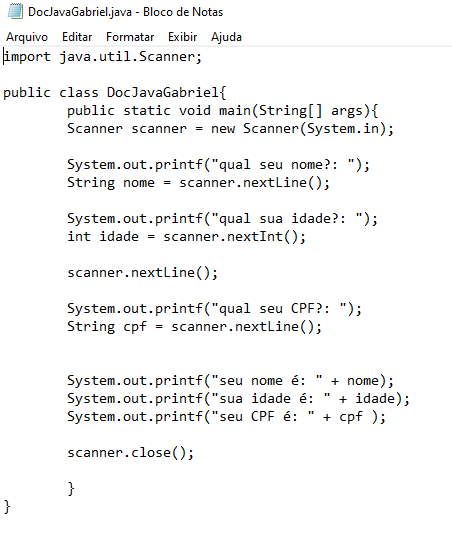 DocJavaGabriel.java - Bloco de Notas
Arquivo Editar Formatar Exibir Ajuda
import java.util.Scanner;
public class DocJavaGabriel{
public static void main(String[] args){
Scanner scanner = new Scanner(System.in);
System.out.printf("qual seu nome?: ");
String nome = scanner.nextLine();
System.out.printf("qual sua idade?: ");
int idade = scanner.nextInt();
scanner.nextLine();
System.out.printf("qual seu CPF?: ");
String cpf = scanner.nextLine();
System.out.printf("seu nome é: " + nome);
System.out.printf("sua idade é: " + idade);
System.out.printf("seu CPF é: " + cpf );
scanner.close();
}
}